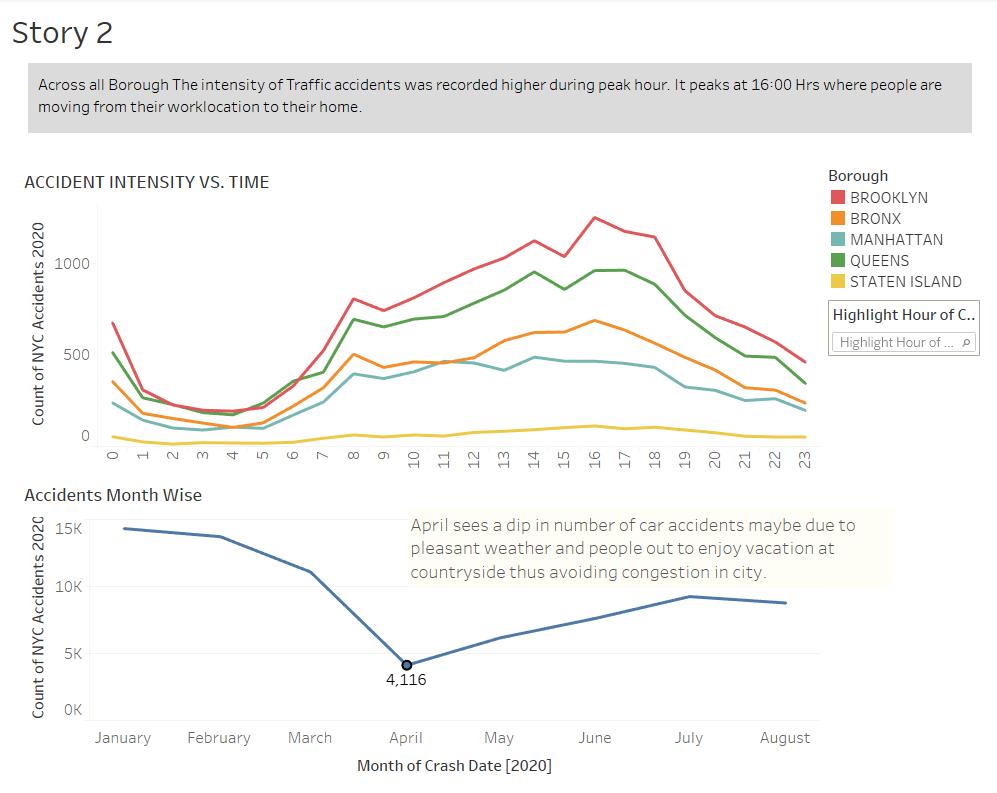 Story 2
Across all Borough The intensity of Traffic accidents was recorded higher during peak hour. It peaks at 16:00 Hrs where people are
moving from their worklocation to their home.
ACCIDENT INTENSITY VS. TIME
Count of NYC Accidents 2020
1000
500
0
0 1 2 3 4 5 6 7 8 9 10 11 12 13 14 15 16 17 18 19 20 21 22 23
Borough
BROOKLYN
BRONX
MANHATTAN
QUEENS
STATEN ISLAND
Highlight Hour of C..
Highlight Hour of ...
Accidents Month Wise
Count of NYC Accidents 2020
15K
10K
5K
0K
April sees a dip in number of car accidents maybe due to
pleasant weather and people out to enjoy vacation at
countryside thus avoiding congestion in city.
4,116
January February March April May June July August
Month of Crash Date [2020]